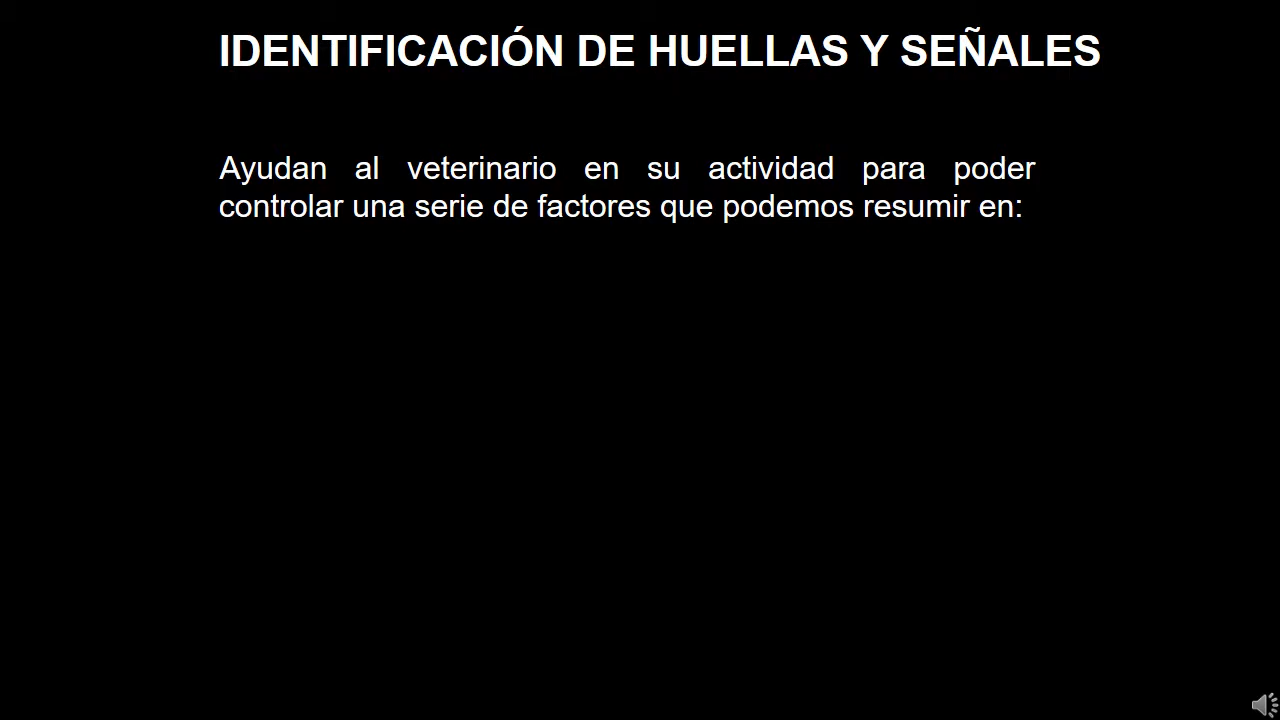 IDENTIFICACIÓN DE HUELLAS Y SEÑALES
Ayudan al veterinario en su actividad para poder
controlar una serie de factores que podemos resumir en: